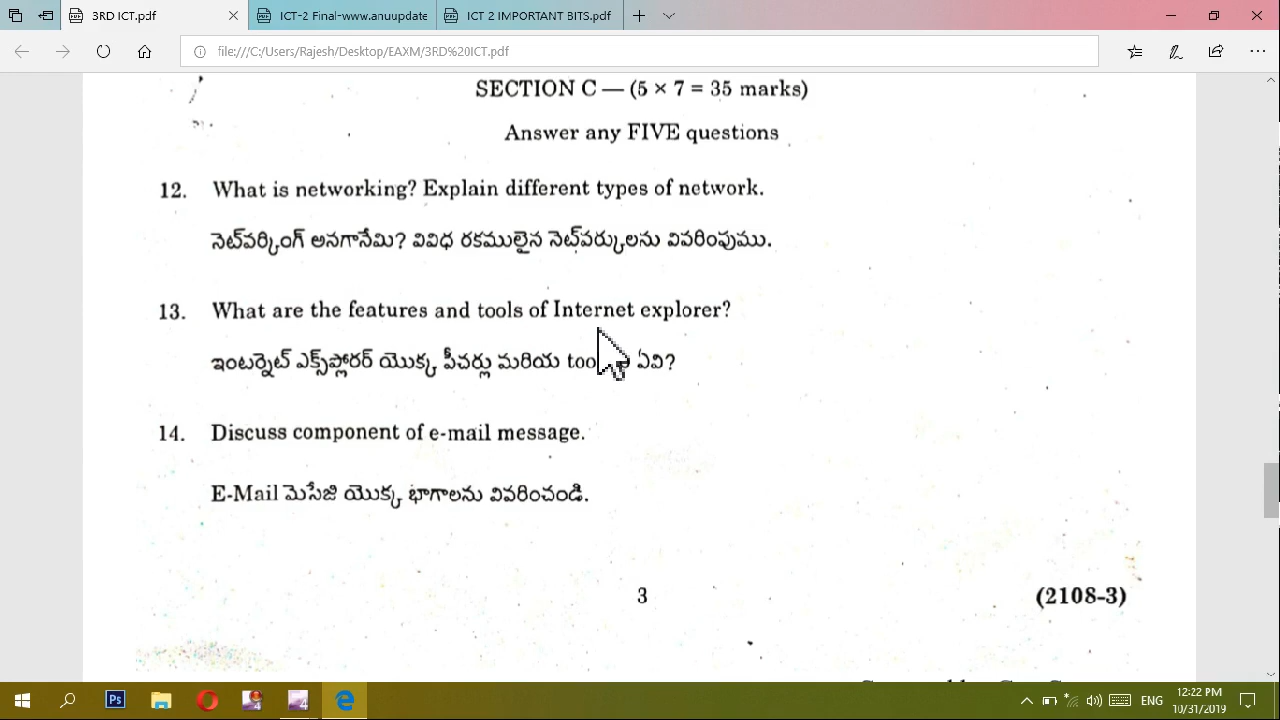 3RD ICT.pdf
ICT-2 Final-www.anuupdate
ICT 2 IMPORTANT BITS.pdf
file:///C:/Users/Rajesh/Desktop/EAXM/3RD%20ICT.pdf
SECTION C — (5 × 7 = 35 marks)
Answer any FIVE questions
12. What is networking? Explain different types of network.
నెట్‌వర్కింగ్ అనగానేమి? వివిధ రకములైన నెట్‌వర్కులను వివరింపుము.
13. What are the features and tools of Internet explorer?
ఇంటర్నెట్ ఎక్స్‌ప్లోరర్ యొక్క ఫీచర్లు మరియ ఏవి?
14. Discuss component of e-mail message.
E-Mail మెసేజి యొక్క భాగాలను వివరించండి.
3
(2108-3)
Ps
4
ENG
12:22 PM
10/31/2019